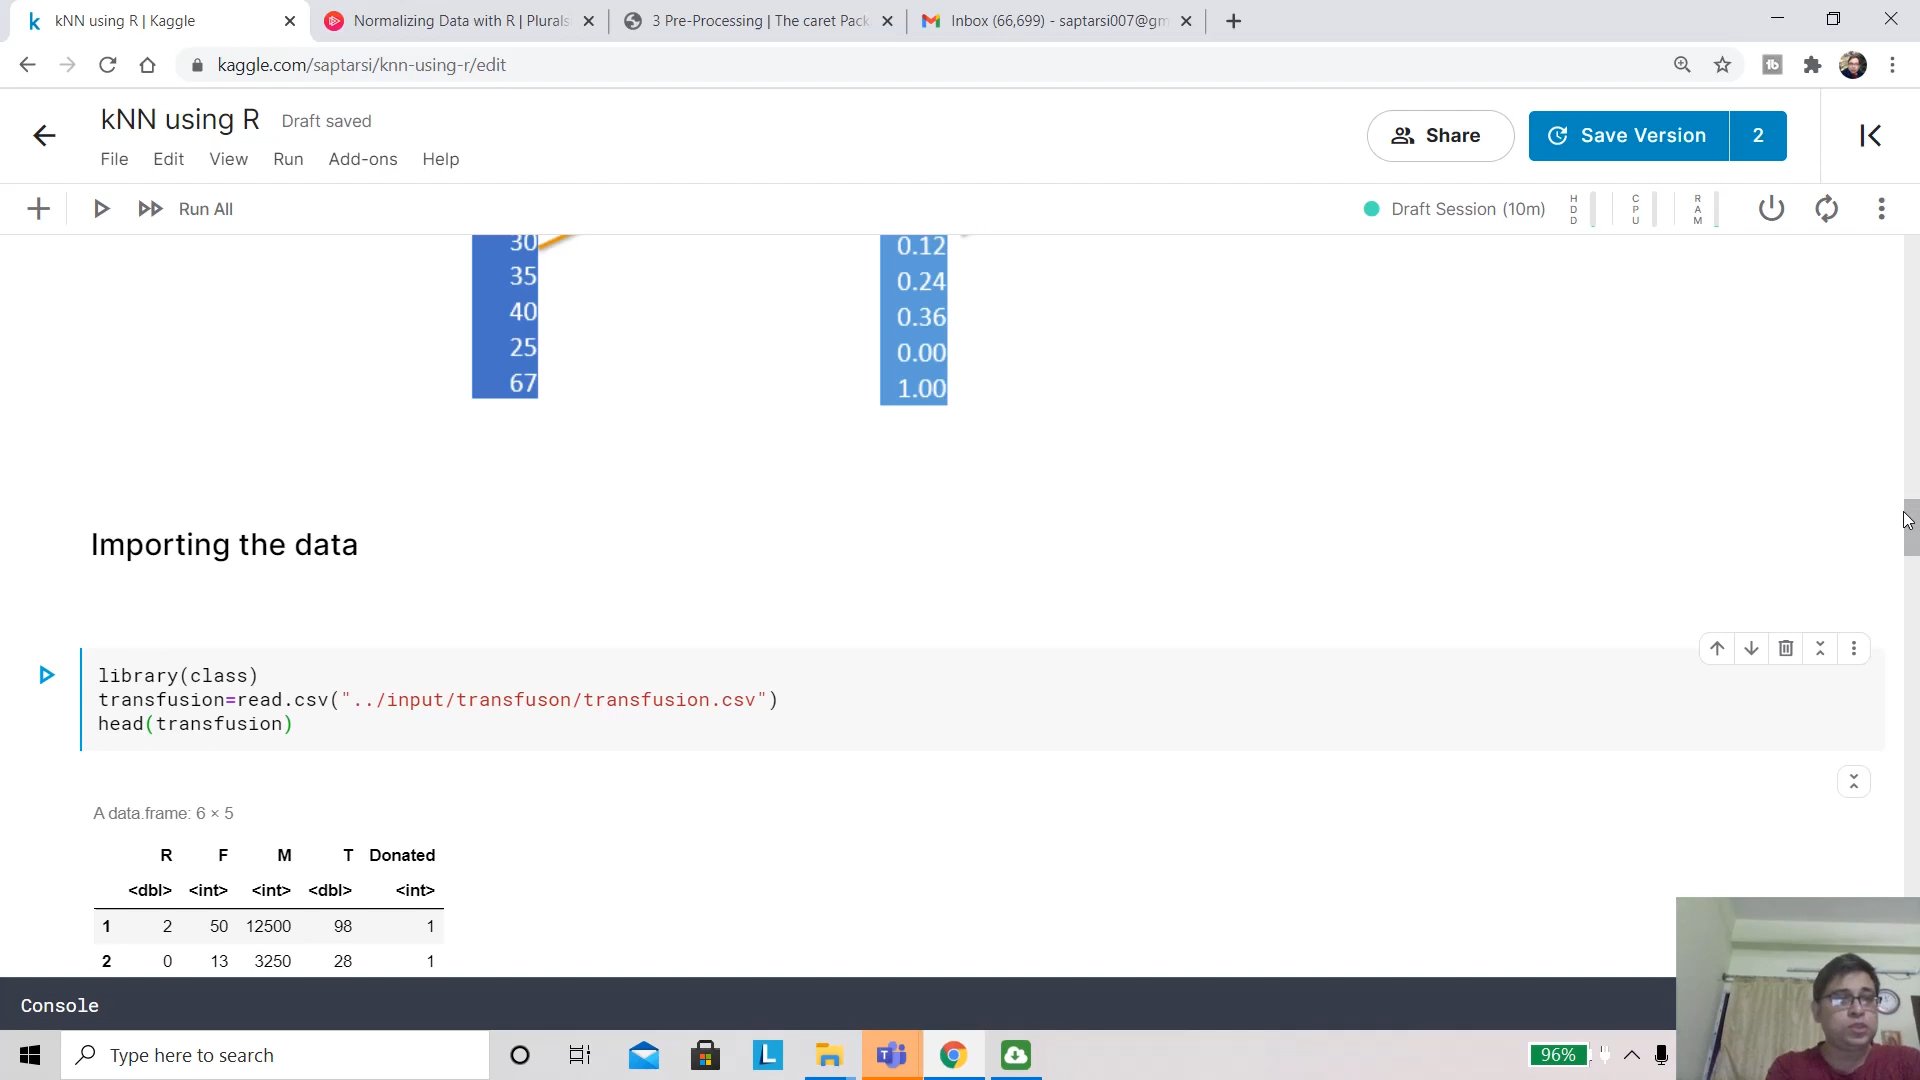 kNN using R | Kaggle
Normalizing Data with R | Plurals
3 Pre-Processing | The caret Pack
Inbox (66,699) - saptarsi007@gm
kaggle.com/saptarsi/knn-using-r/edit
kNN using R
Draft saved
File Edit View Run Add-ons Help
Share
Save Version
2
Run All
Draft Session (10m)
HDD
CPU
RAM
30
35
40
25
67
0.12
0.24
0.36
0.00
1.00
Importing the data
library(class)
transfusion=read.csv("../input/transfuson/transfusion.csv")
head(transfusion)
A data.frame: 6 × 5
R F M T Donated
<dbl> <int> <int> <dbl> <int>
1 2 50 12500 98 1
2 0 13 3250 28 1
Console
Type here to search
96%